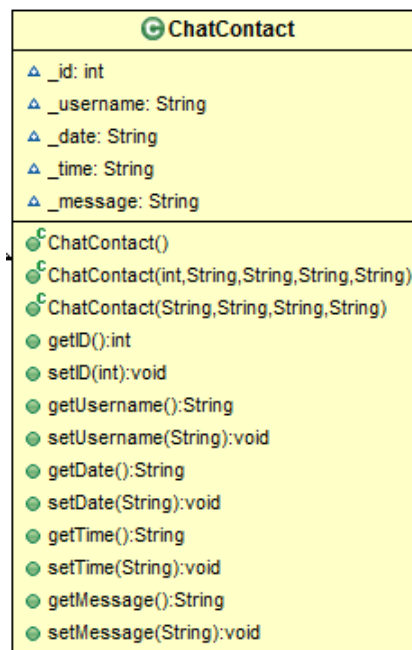 ChatContact
_id: int
_username: String
_date: String
_time: String
_message: String
ChatContact()
ChatContact(int,String,String,String,String)
ChatContact(String,String,String,String)
getID():int
setID(int):void
getUsername():String
setUsername(String):void
getDate():String
setDate(String):void
getTime():String
setTime(String):void
getMessage():String
setMessage(String):void